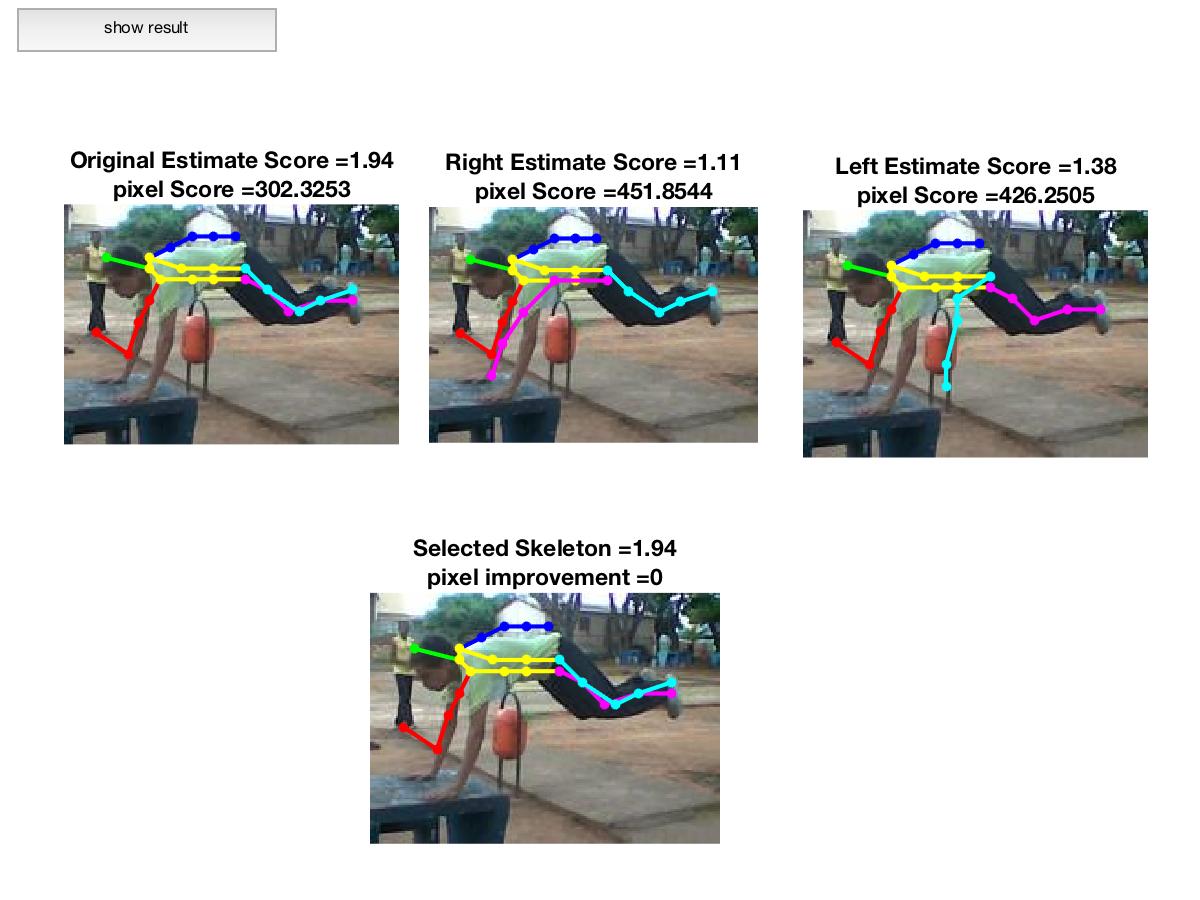 show result
Original Estimate Score =1.94
pixel Score =302.3253
Right Estimate Score =1.11
pixel Score =451.8544
Left Estimate Score =1.38
pixel Score =426.2505
Selected Skeleton =1.94
pixel improvement =0